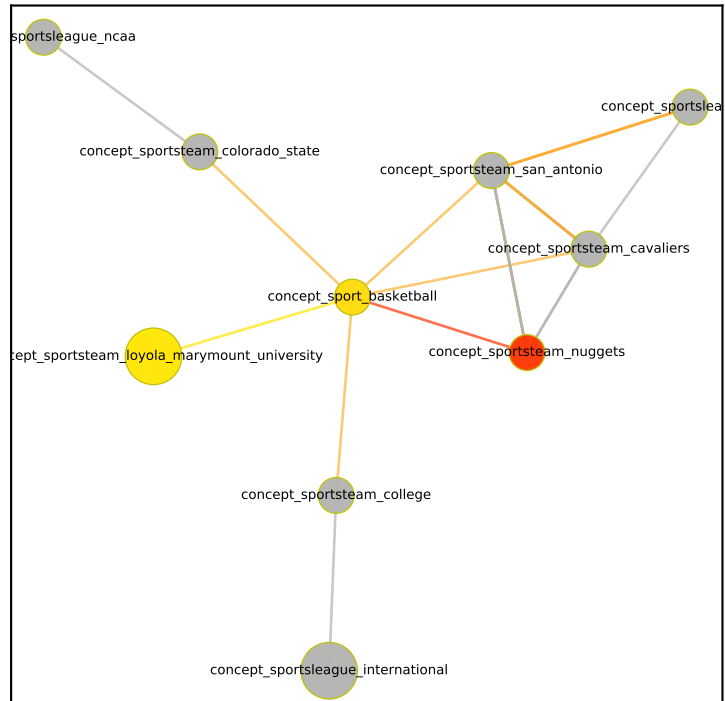 sportsleague_ncaa
concept_sportslea
concept_sportsteam_colorado_state
concept_sportsteam_san_antonio
concept_sportsteam_cavaliers
concept_sport_basketball
cept_sportsteam_loyola_marymount_university
concept_sportsteam_nuggets
concept_sportsteam_college
concept_sportsleague_international